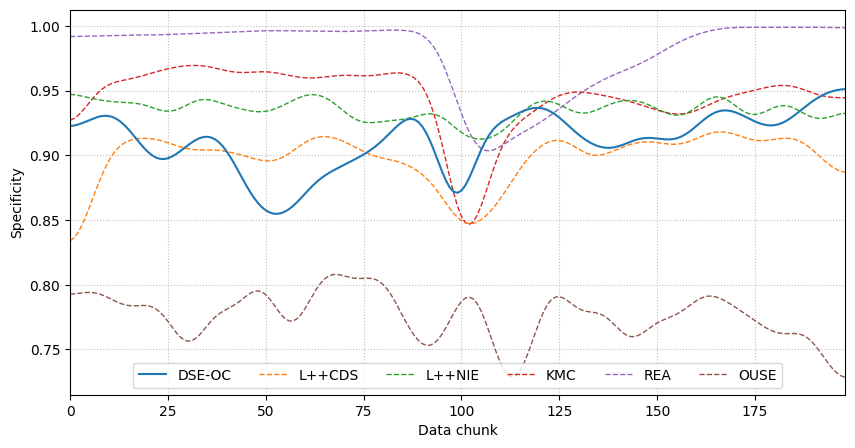 1.00
0.95
0.90
0.85
0.80
0.75
Specificity
DSE-OC L++CDS L++NIE KMC REA OUSE
0 25 50 75 100 125 150 175
Data chunk